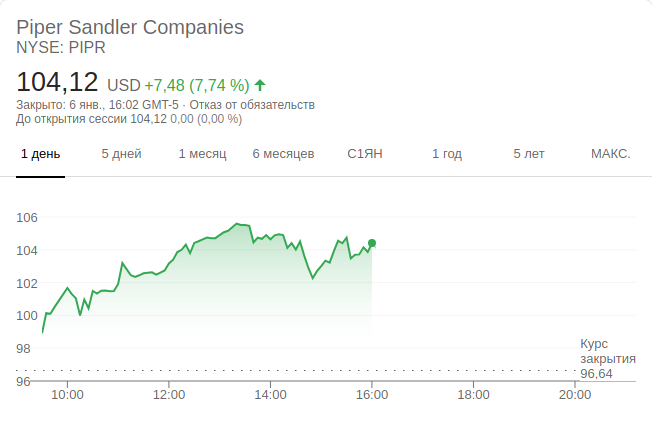 Piper Sandler Companies
NYSE: PIPR
104,12 USD +7,48 (7,74 %)
Закрыто: 6 янв., 16:02 GMT-5 · Отказ от обязательств
До открытия сессии 104,12 0,00 (0,00 %)
1 день 5 дней 1 месяц 6 месяцев С1ЯН 1 год 5 лет МАКС.
106
104
102
100
98
Курс
закрытия
96,64
96
10:00 12:00 14:00 16:00 18:00 20:00